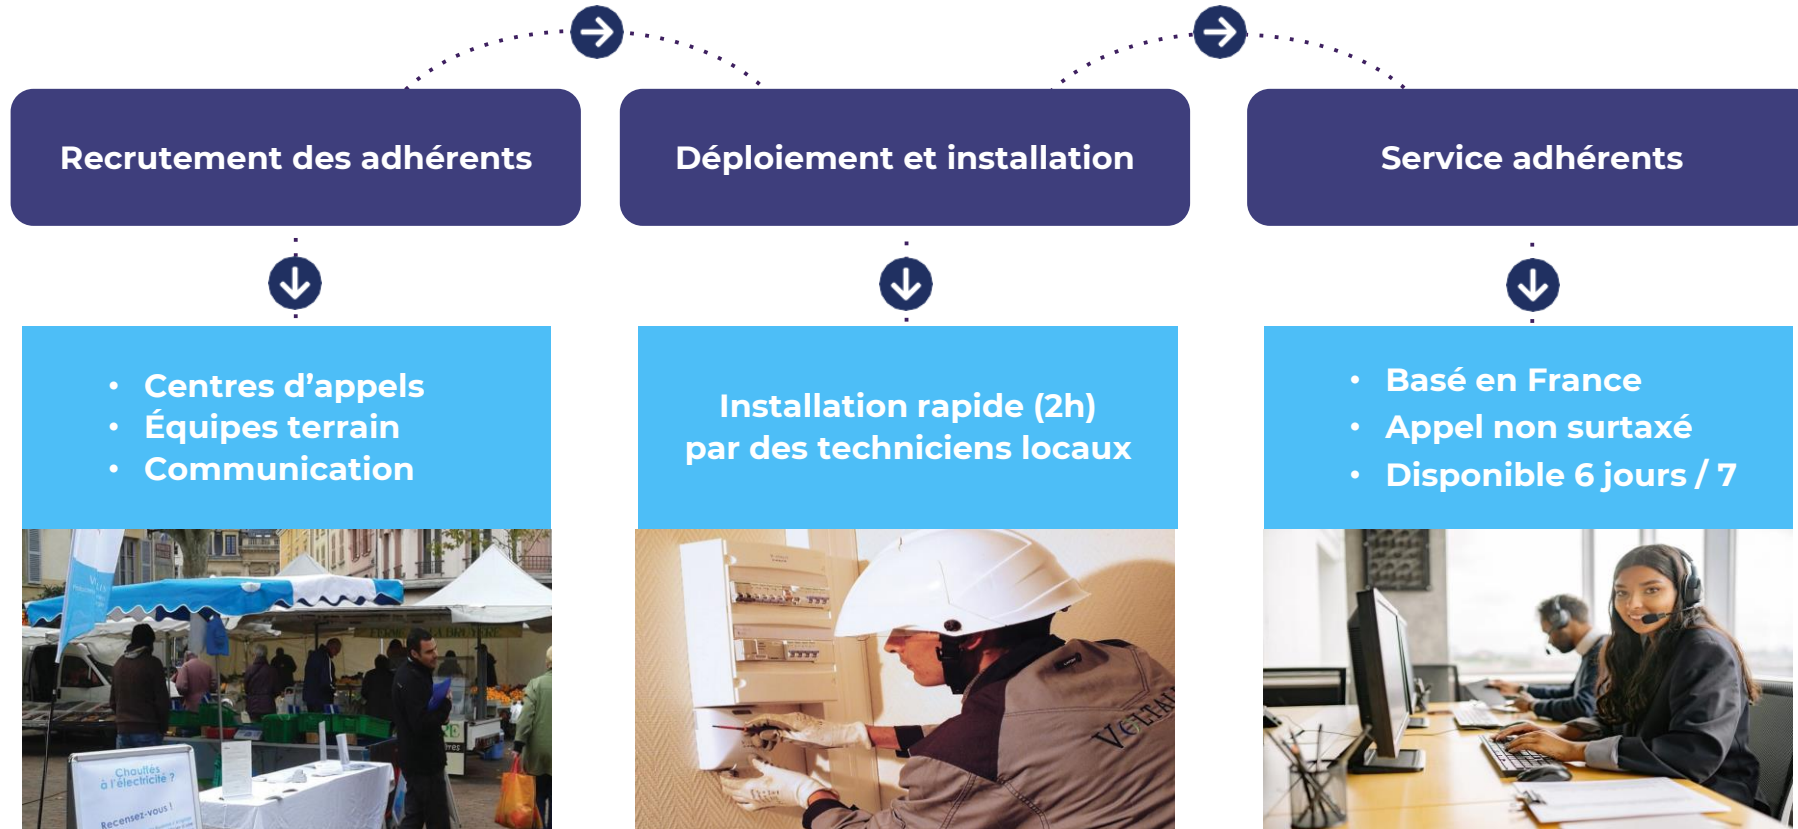 Recrutement des adhérents
Déploiement et installation
Service adhérents
• Centres d’appels
• Équipes terrain
• Communication
Installation rapide (2h)
par des techniciens locaux
• Basé en France
• Appel non surtaxé
• Disponible 6 jours / 7
Chauffés
à l'électricité ?
Recensez-vous !